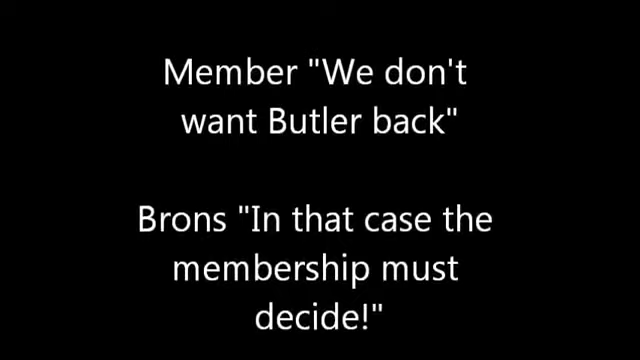 Member "We don't
want Butler back"
Brons "In that case the
membership must
decide!"